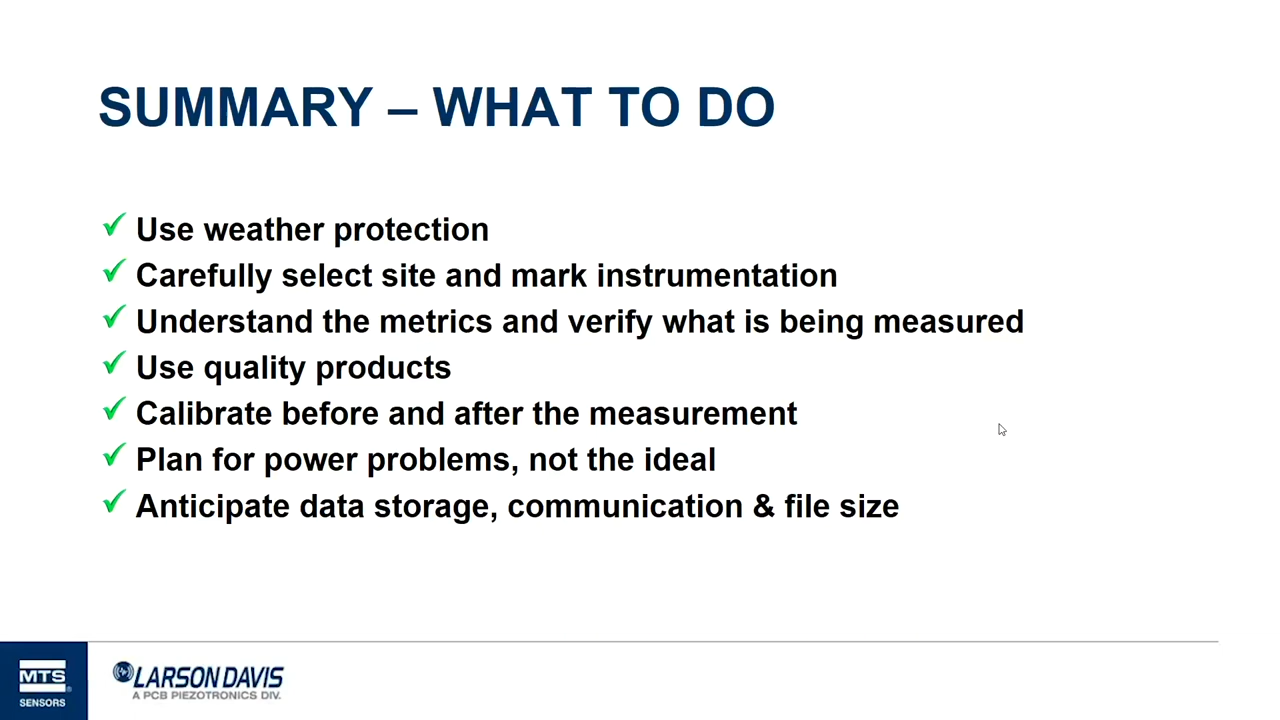 SUMMARY – WHAT TO DO
Use weather protection
Carefully select site and mark instrumentation
Understand the metrics and verify what is being measured
Use quality products
Calibrate before and after the measurement
Plan for power problems, not the ideal
Anticipate data storage, communication & file size
MTS®
SENSORS
LARSON DAVIS
A PCB PIEZOTRONICS DIV.